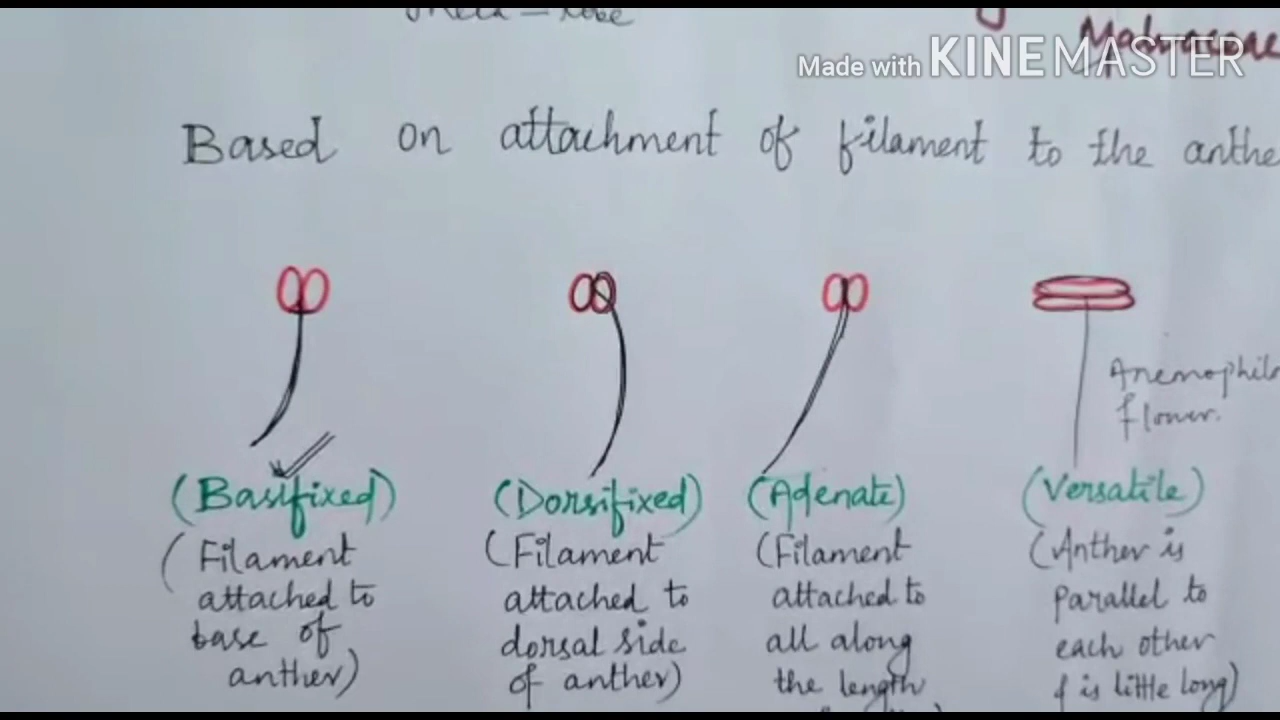 Made with KINEMASTER
Malvaceae
Based on attachment of filament to the anthe
Anemophil
flower.
(Basifixed)
(Filament
attached to
base of
anther)
(Dorsifixed)
(Filament
attached to
dorsal side
of anther)
(Adenate)
(Filament
attached to
all along
the length
(Versatile)
(Anther is
parallel to
each other
f is little long)